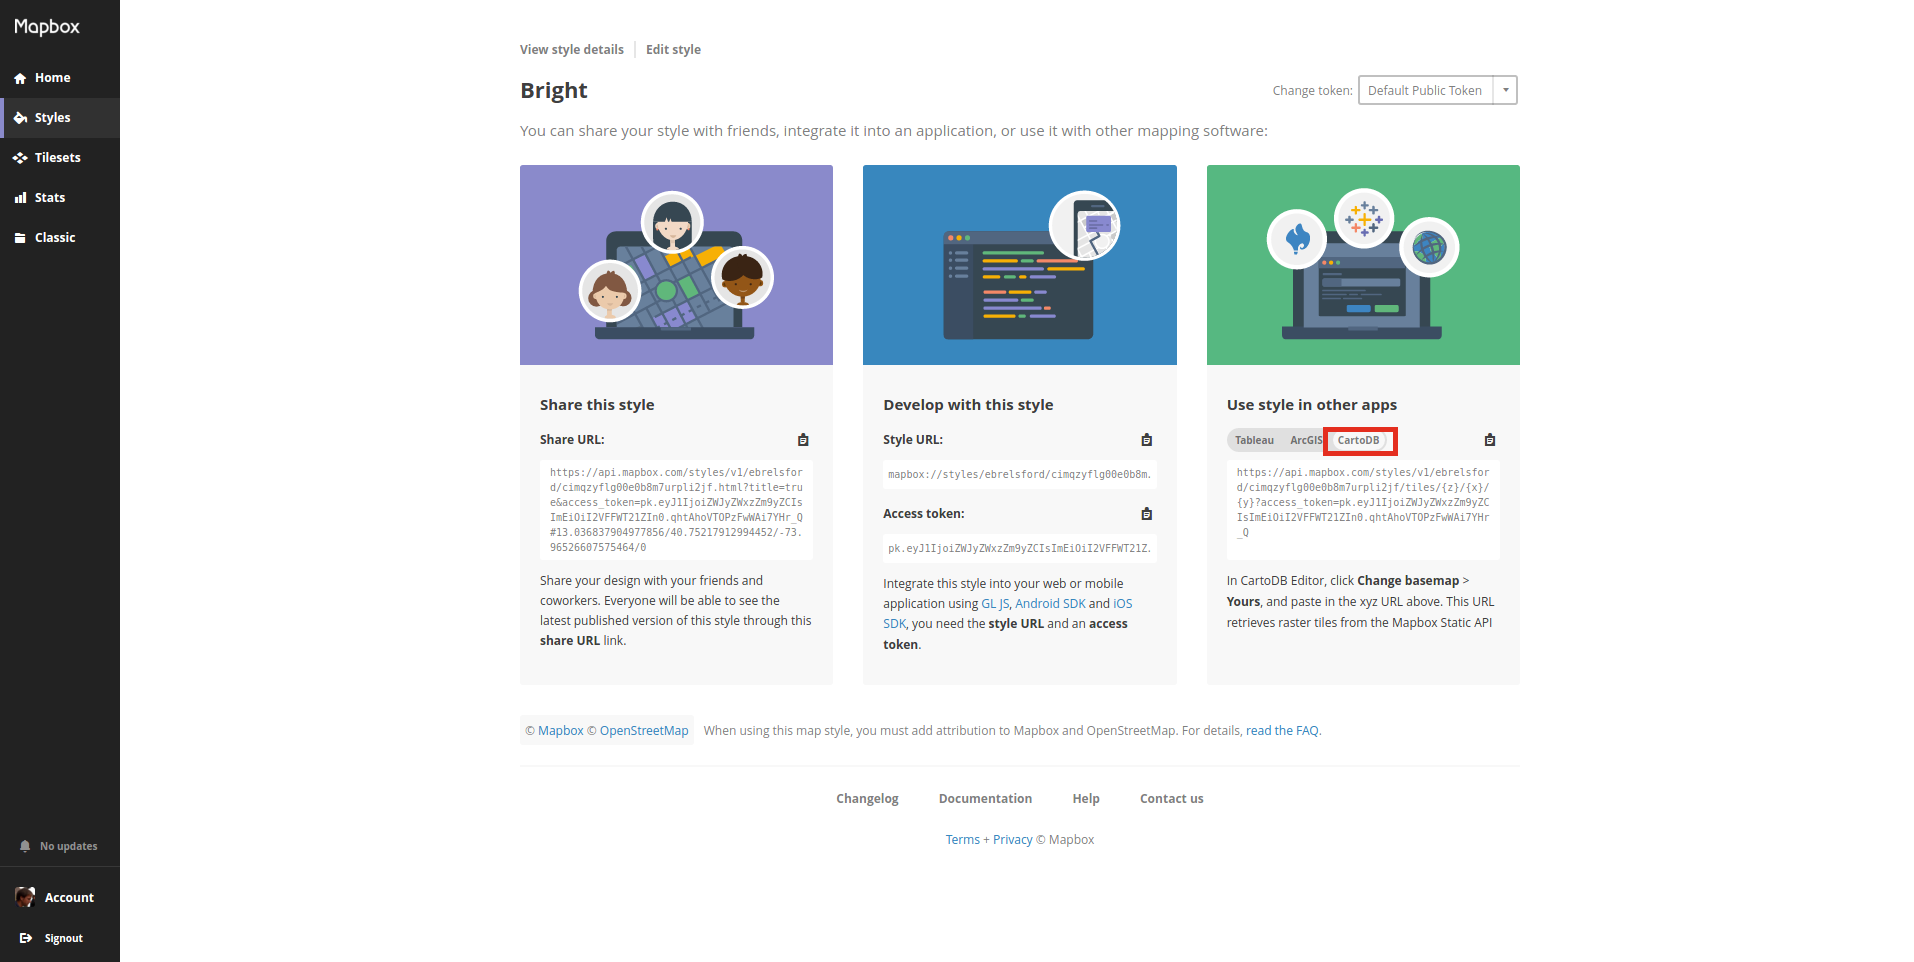 Mapbox
Home
Styles
Tilesets
Stats
Classic
No updates
Account
Signout
View style details
Edit style
Bright
Change token:
Default Public Token
You can share your style with friends, integrate it into an application, or use it with other mapping software:
Share this style
Share URL:
https://api.mapbox.com/styles/v1/ebrelsfor
d/cimqzyflg00e0b8m7urpli2jf.html?title=tru
e&access_token=pk.eyJ1IjoiZWJyZWxzZm9yZCIs
ImEiOiI2VFFWT21ZIn0.qhtAhoVTOPzFwWAi7YHr_Q
#13.036837904977856/40.75217912994452/-73.
96526607575464/0
Share your design with your friends and
coworkers. Everyone will be able to see the
latest published version of this style through this
share URL link.
Develop with this style
Style URL:
mapbox://styles/ebrelsford/cimqzyflg00e0b8m.
Access token:
pk.eyJ1IjoiZWJyZWxzZm9yZCIsImEiOiI2VFFWT21Z.
Integrate this style into your web or mobile
application using GL JS, Android SDK and iOS
SDK, you need the style URL and an access
token.
Use style in other apps
Tableau
ArcGIS
CartoDB
https://api.mapbox.com/styles/v1/ebrelsfor
d/cimqzyflg00e0b8m7urpli2jf/tiles/{z}/{x}/
{y}?access_token=pk.eyJ1IjoiZWJyZWxzZm9yZC
IsImEiOiI2VFFWT21ZIn0.qhtAhoVTOPzFwWAi7YHr
_Q
In CartoDB Editor, click Change basemap >
Yours, and paste in the xyz URL above. This URL
retrieves raster tiles from the Mapbox Static API
© Mapbox © OpenStreetMap
When using this map style, you must add attribution to Mapbox and OpenStreetMap. For details, read the FAQ.
Changelog
Documentation
Help
Contact us
Terms + Privacy © Mapbox